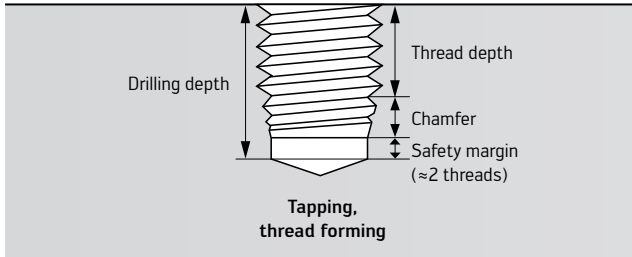 Drilling depth
Thread depth
Chamfer
Safety margin
(≈2 threads)
Tapping,
thread forming